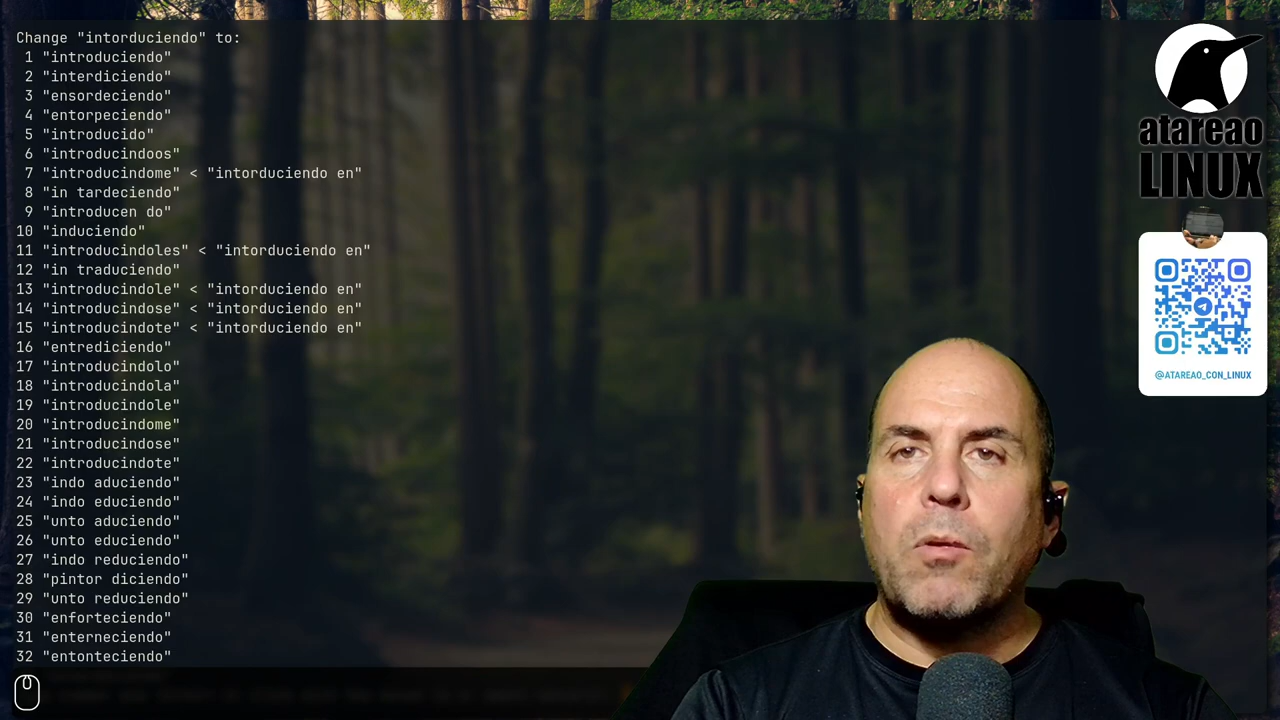 Change "intorduciendo" to:
1 "introduciendo"
2 "interdiciendo"
3 "ensordeciendo"
4 "entorpeciendo"
5 "introducido"
6 "introducindoos"
7 "introducindome" < "intorduciendo en"
8 "in tardeciendo"
9 "introducen do"
10 "induciendo"
11 "introducindoles" < "intorduciendo en"
12 "in traduciendo"
13 "introducindole" < "intorduciendo en"
14 "introducindose" < "intorduciendo en"
15 "introducindote" < "intorduciendo en"
16 "entrediciendo"
17 "introducindolo"
18 "introducindola"
19 "introducindole"
20 "introducindome"
21 "introducindose"
22 "introducindote"
23 "indo aduciendo"
24 "indo educiendo"
25 "unto aduciendo"
26 "unto educiendo"
27 "indo reduciendo"
28 "pintor diciendo"
29 "unto reduciendo"
30 "enforteciendo"
31 "enterneciendo"
32 "entonteciendo"
atareao
LINUX
@ATAREAO_CON_LINUX